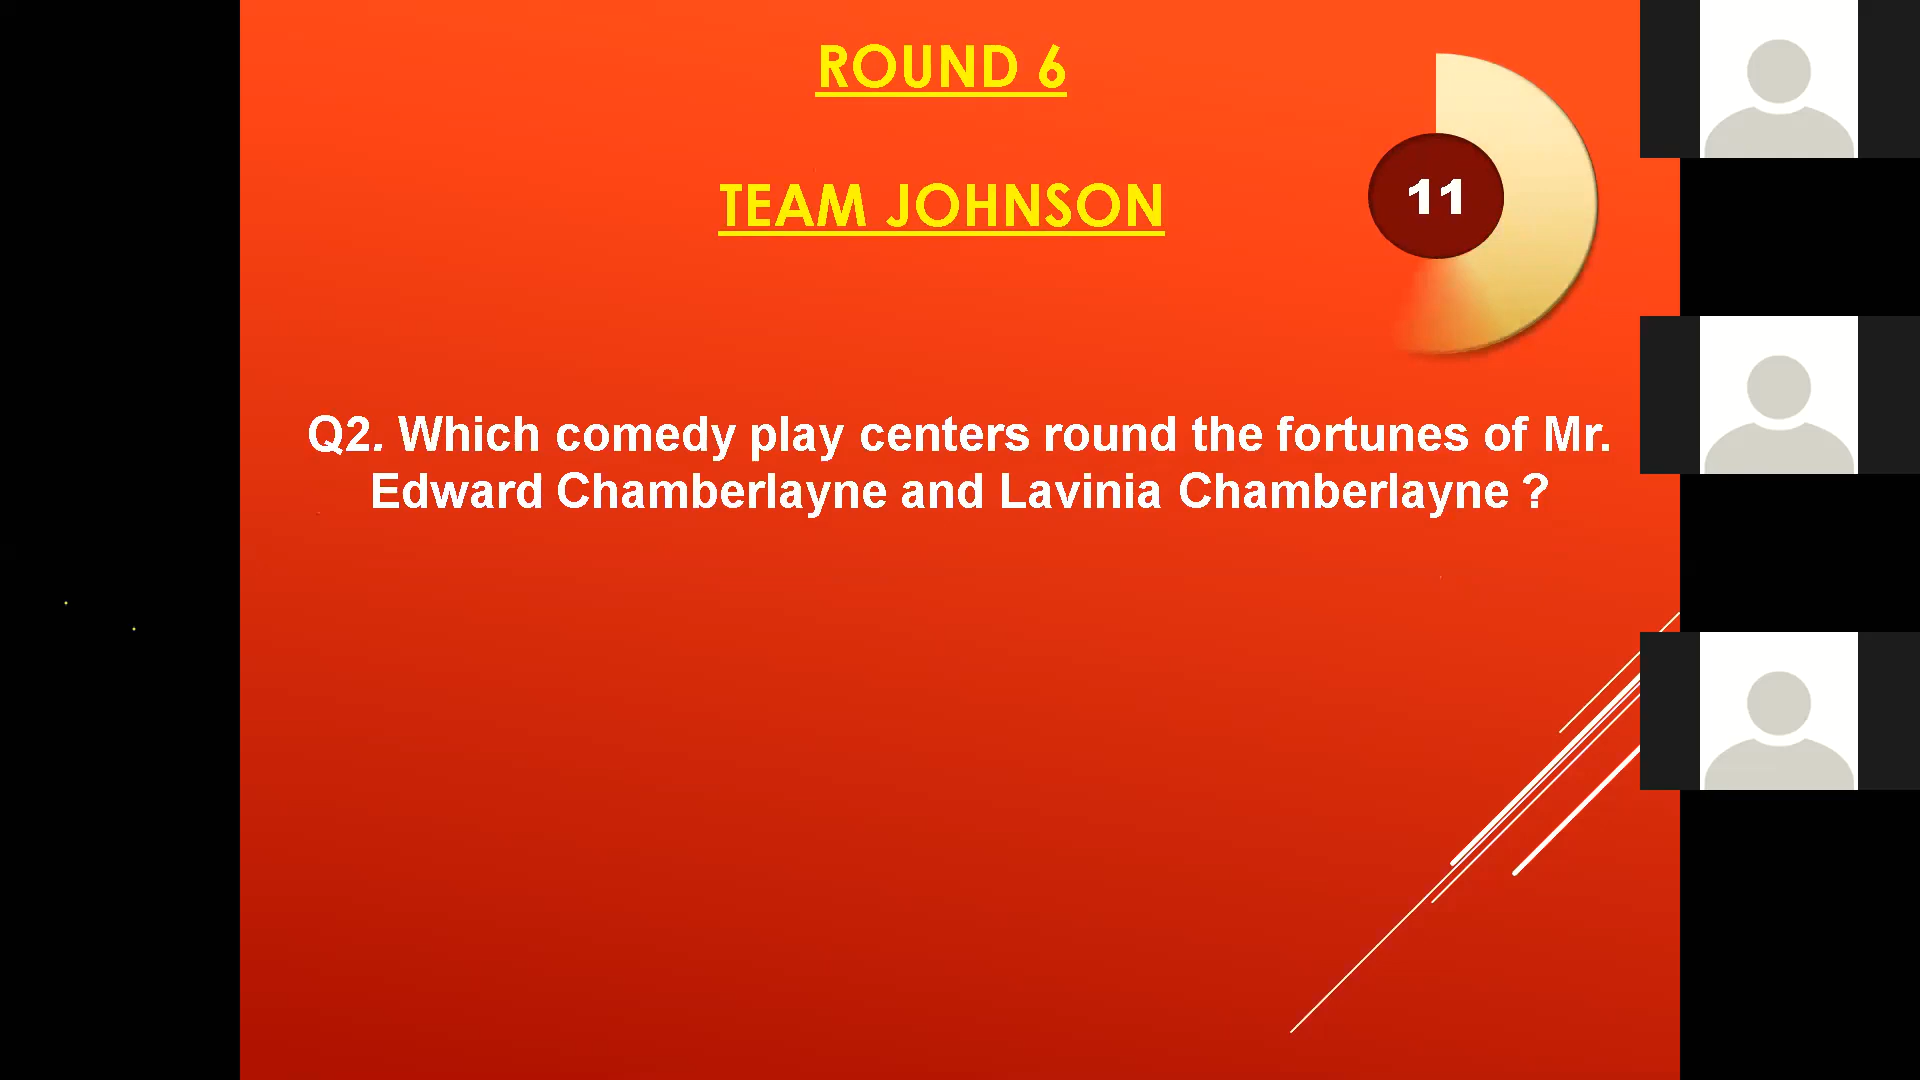 ROUND 6
TEAM JOHNSON
11
Q2. Which comedy play centers round the fortunes of Mr.
Edward Chamberlayne and Lavinia Chamberlayne ?